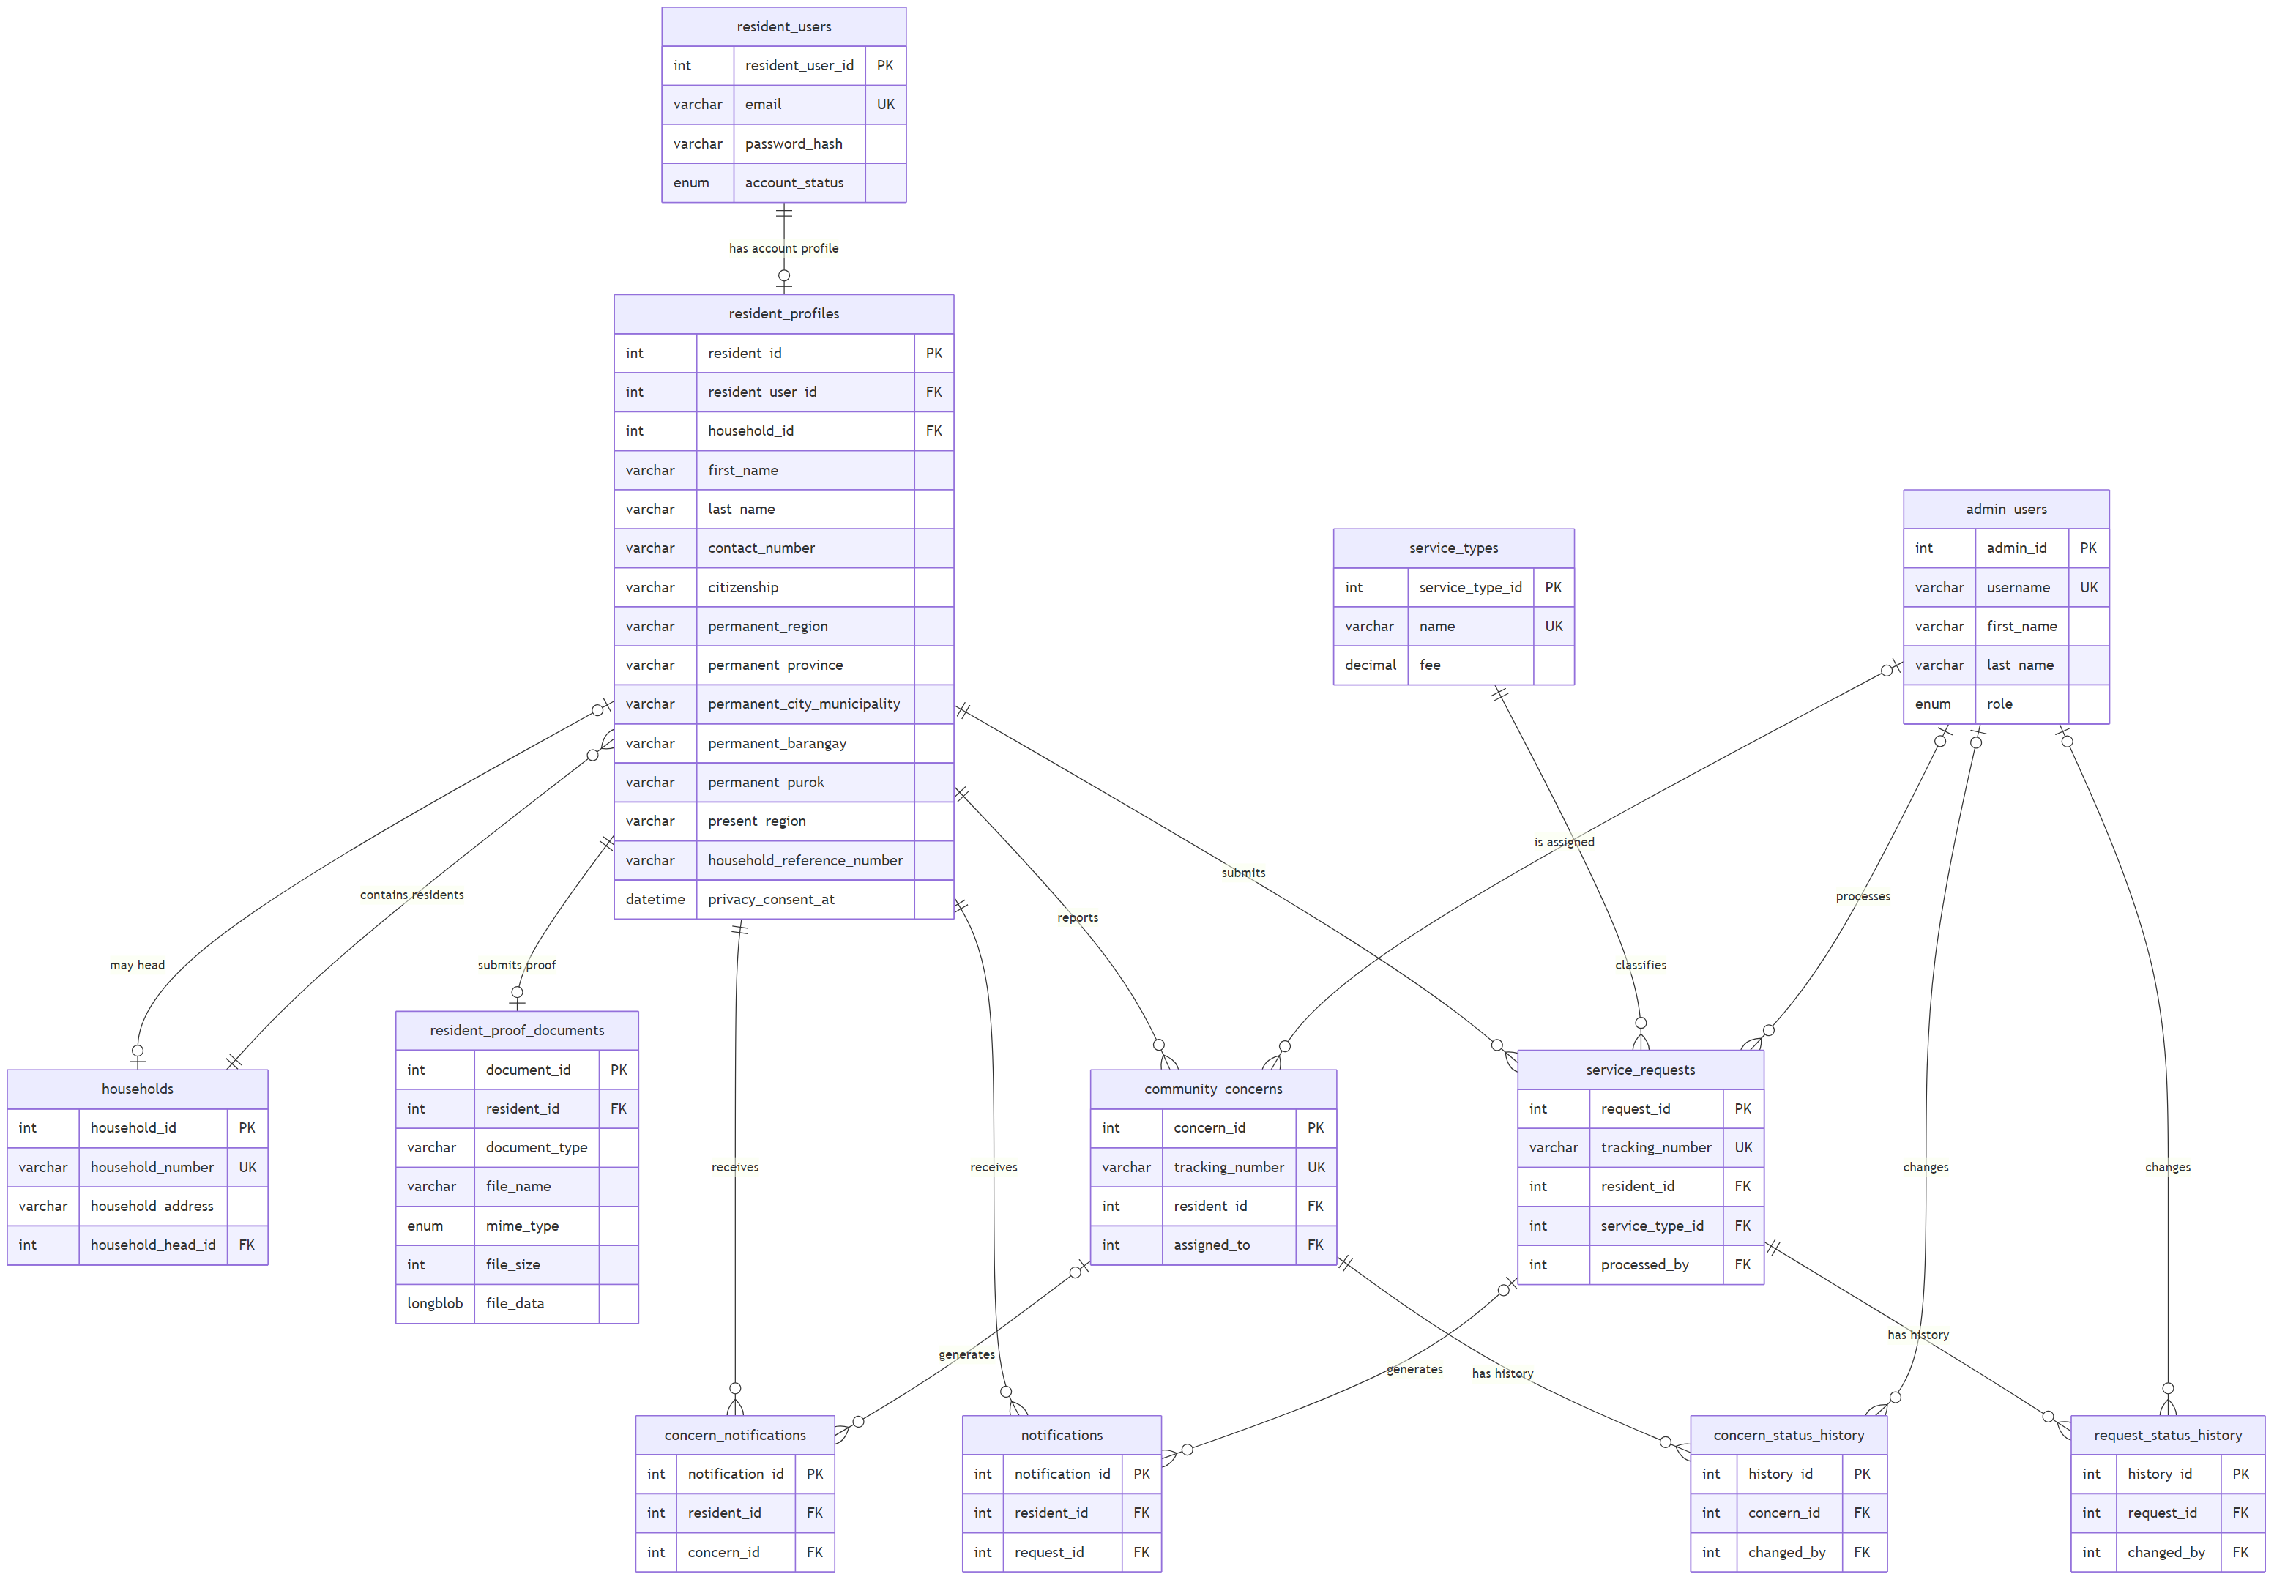 resident_users
int resident_user_id PK
varchar email UK
varchar password_hash
enum account_status
has account profile
resident_profiles
int resident_id PK
int resident_user_id FK
int household_id FK
varchar first_name
varchar last_name
varchar contact_number
varchar citizenship
varchar permanent_region
varchar permanent_province
varchar permanent_city_municipality
varchar permanent_barangay
varchar permanent_purok
varchar present_region
varchar household_reference_number
datetime privacy_consent_at
service_types
int service_type_id PK
varchar name UK
decimal fee
admin_users
int admin_id PK
varchar username UK
varchar first_name
varchar last_name
enum role
is assigned
submits
contains residents
processes
reports
may head
submits proof
classifies
households
int household_id PK
varchar household_number UK
varchar household_address
int household_head_id FK
resident_proof_documents
int document_id PK
int resident_id FK
varchar document_type
varchar file_name
enum mime_type
int file_size
longblob file_data
community_concerns
int concern_id PK
varchar tracking_number UK
int resident_id FK
int assigned_to FK
service_requests
int request_id PK
varchar tracking_number UK
int resident_id FK
int service_type_id FK
int processed_by FK
receives
receives
changes
changes
has history
generates
generates
has history
concern_notifications
int notification_id PK
int resident_id FK
int concern_id FK
notifications
int notification_id PK
int resident_id FK
int request_id FK
concern_status_history
int history_id PK
int concern_id FK
int changed_by FK
request_status_history
int history_id PK
int request_id FK
int changed_by FK